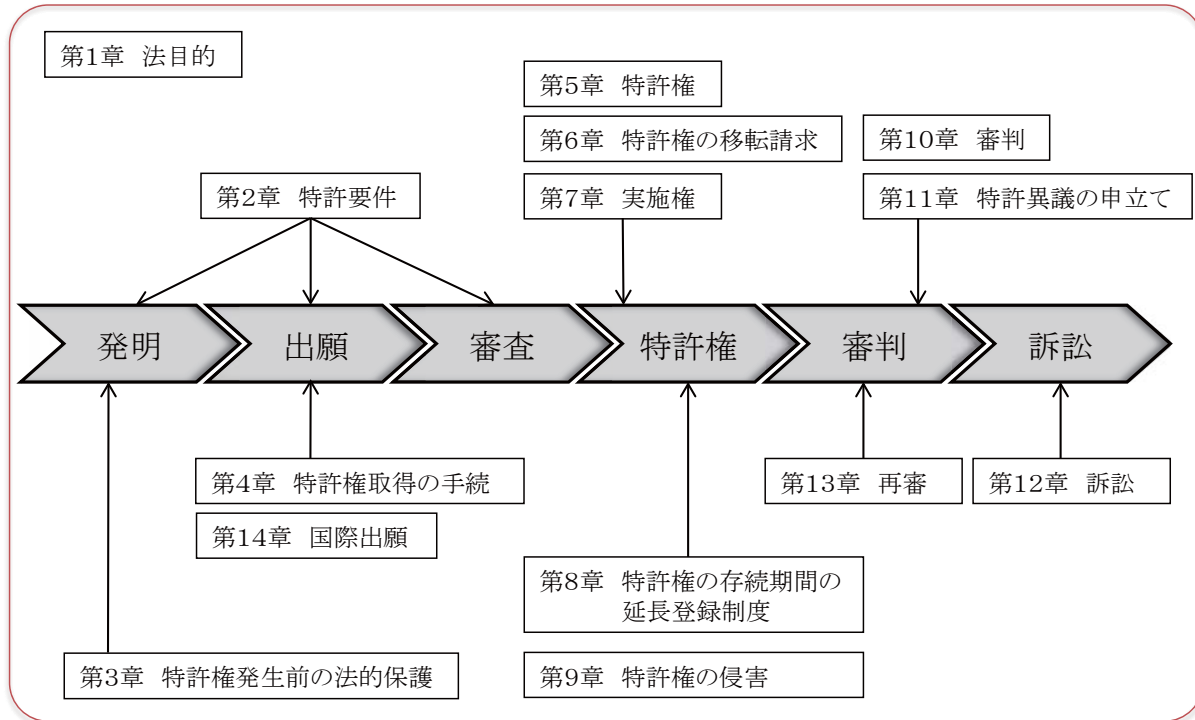 第1章 法目的
第5章 特許権
第6章 特許権の移転請求
第10章 審判
第2章 特許要件
第7章 実施権
第11章 特許異議の申立て
発明
出願
審査
特許権
審判
訴訟
第4章 特許権取得の手続
第13章 再審
第12章 訴訟
第14章 国際出願
第8章 特許権の存続期間の
延長登録制度
第3章 特許権発生前の法的保護
第9章 特許権の侵害